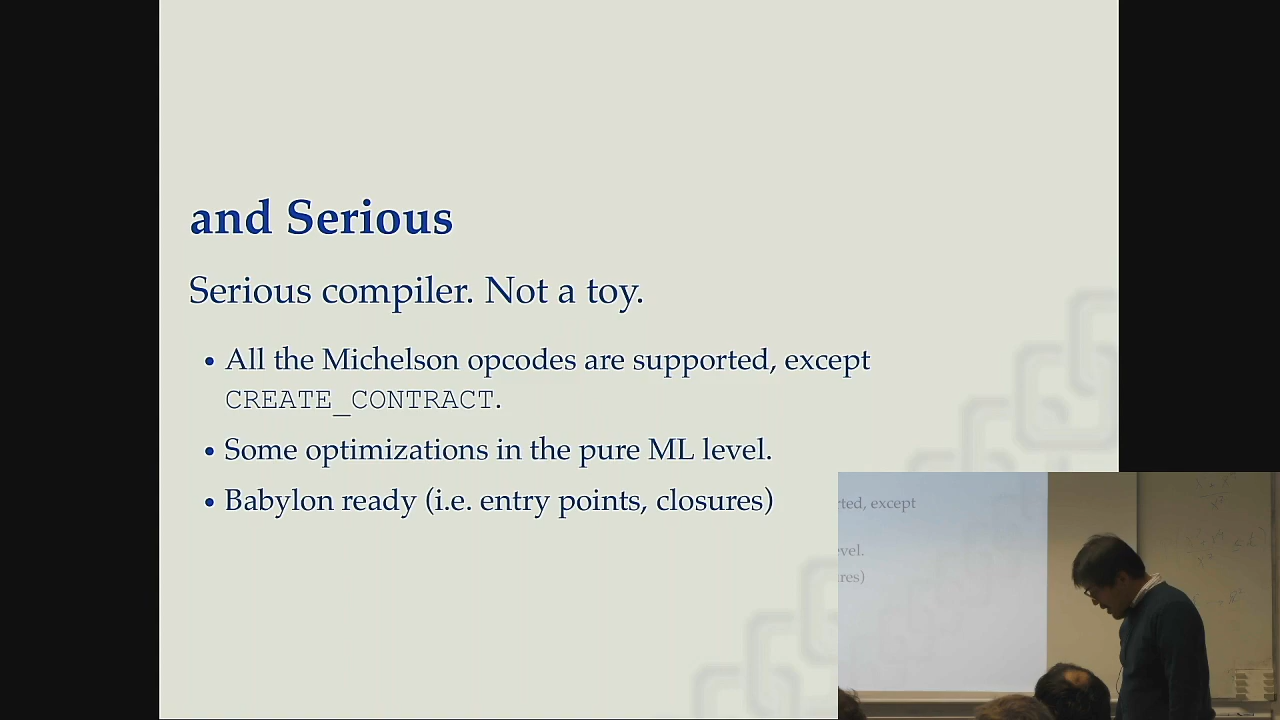 and Serious
Serious compiler. Not a toy.
• All the Michelson opcodes are supported, except
CREATE_CONTRACT.
• Some optimizations in the pure ML level.
• Babylon ready (i.e. entry points, closures)
rted, except
evel.
res)